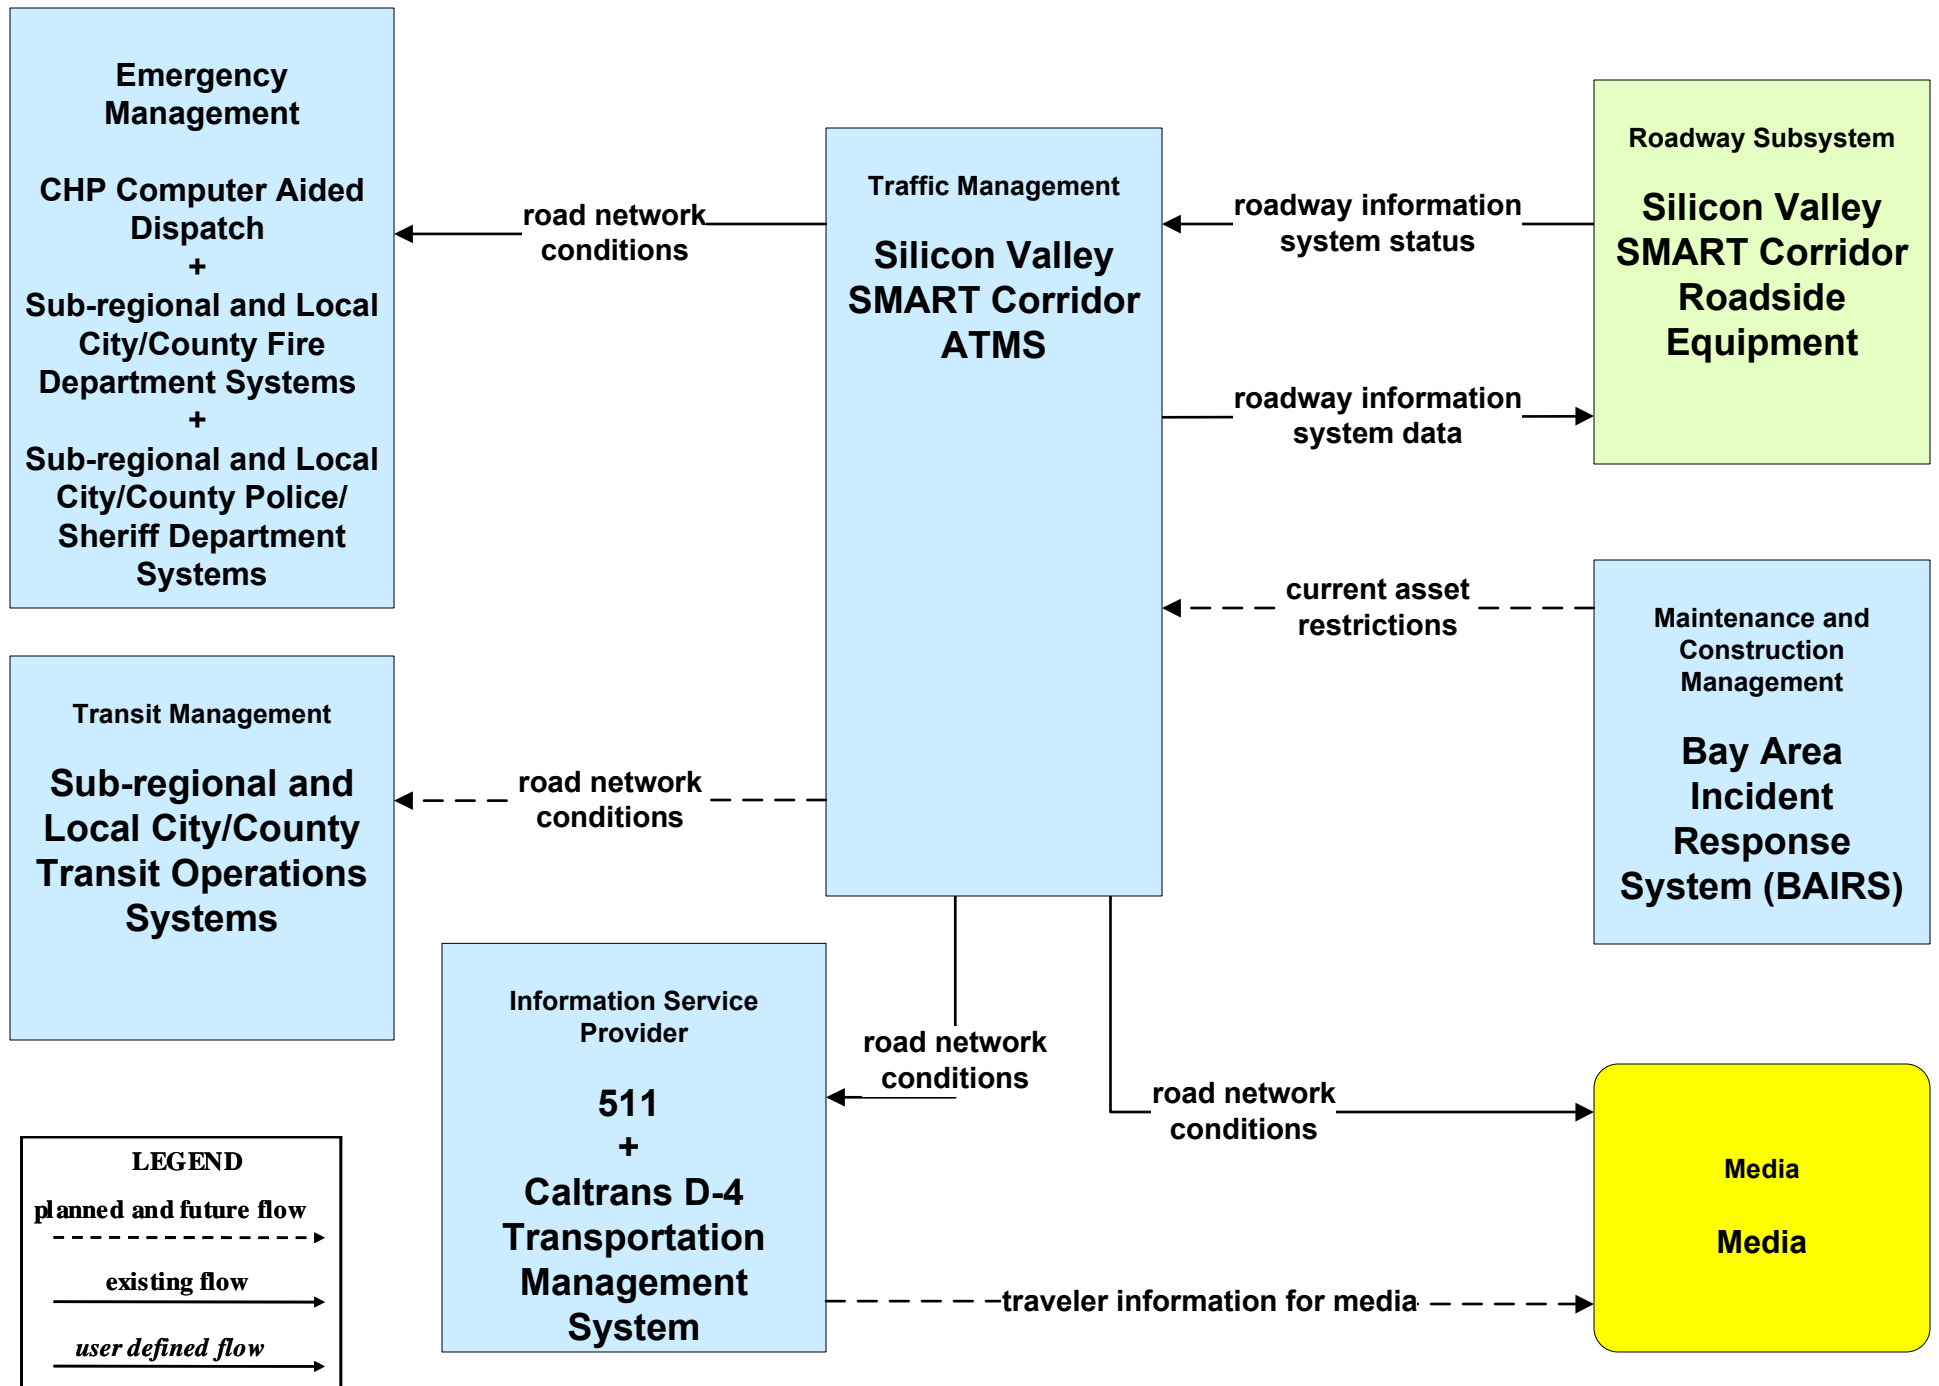 Emergency
Management
CHP Computer Aided
Dispatch
+
Sub-regional and Local
City/County Fire
Department Systems
+
Sub-regional and Local
City/County Police/
Sheriff Department
Systems
road network
conditions
Traffic Management
Silicon Valley
SMART Corridor
ATMS
roadway information
system status
roadway information
system data
Roadway Subsystem
Silicon Valley
SMART Corridor
Roadside
Equipment
current asset
restrictions
Maintenance and
Construction
Management
Bay Area
Incident
Response
System (BAIRS)
Transit Management
Sub-regional and
Local City/County
Transit Operations
Systems
road network
conditions
Information Service
Provider
511
+
Caltrans D-4
Transportation
Management
System
road network
conditions
road network
conditions
traveler information for media
Media
Media
LEGEND
planned and future flow
existing flow
user defined flow